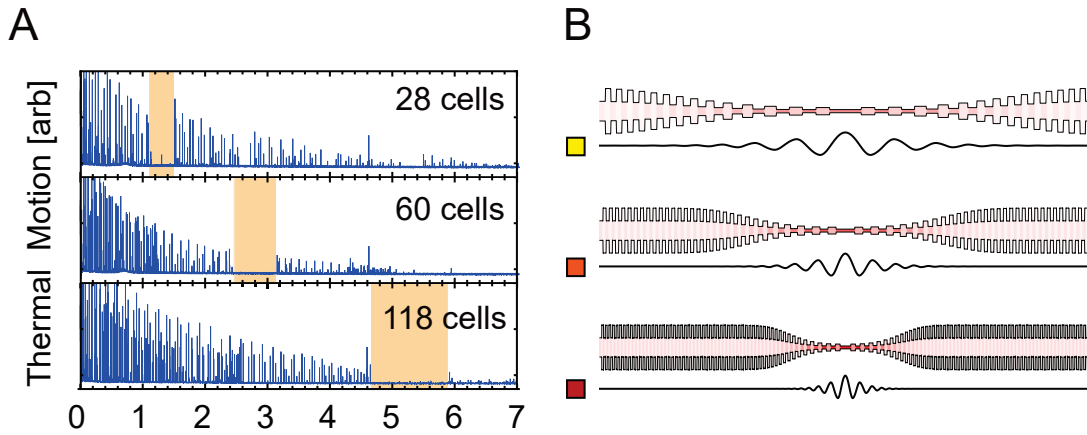 A
B
Thermal Motion [arb]
28 cells
60 cells
118 cells
0 1 2 3 4 5 6 7